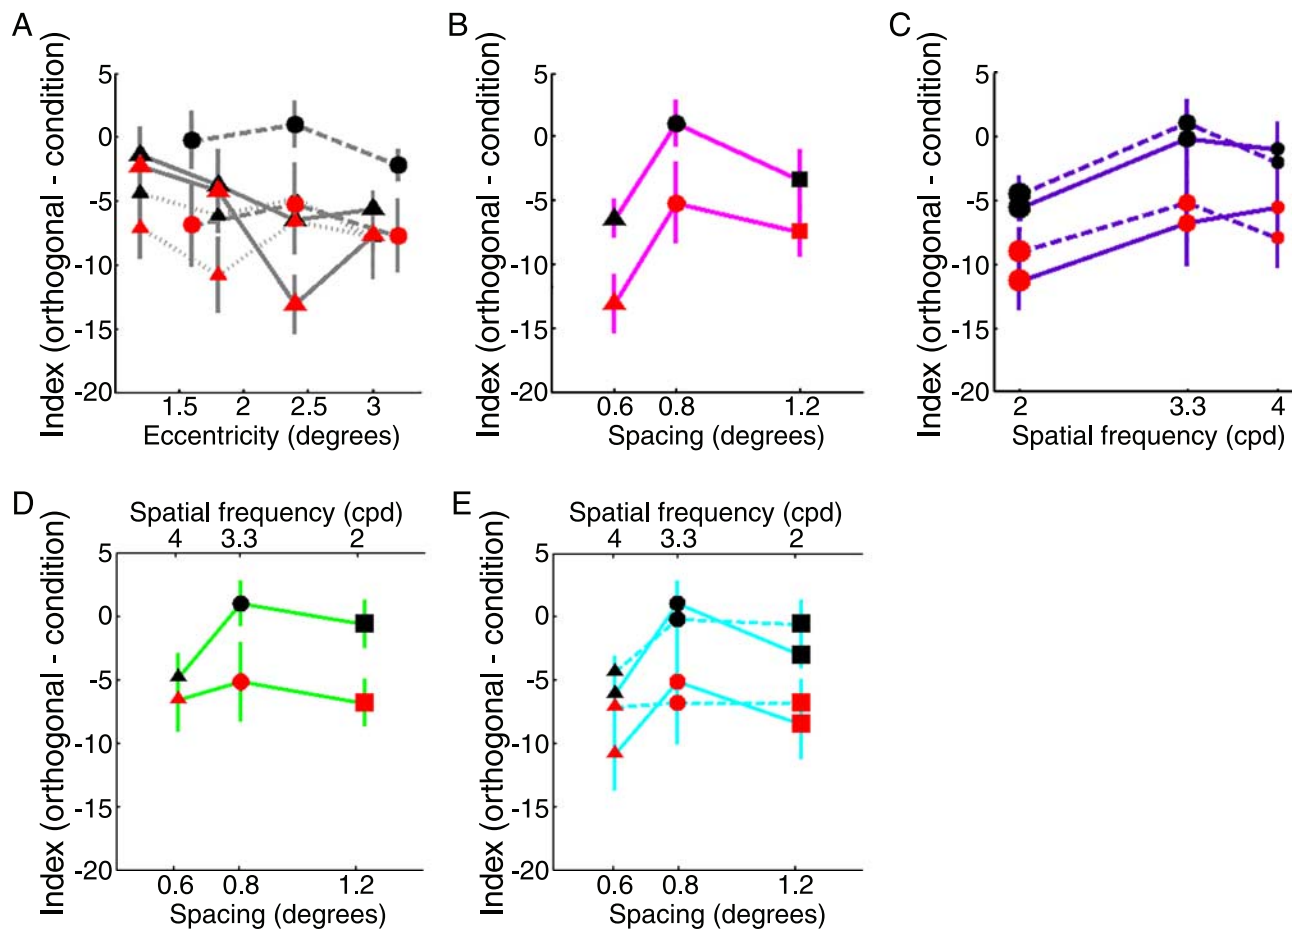 A
Index (orthogonal - condition)
5
0
-5
-10
-15
-20
1.5 2 2.5 3
Eccentricity (degrees)
B
Index (orthogonal - condition)
5
0
-5
-10
-15
-20
0.6 0.8 1.2
Spacing (degrees)
C
Index (orthogonal - condition)
5
0
-5
-10
-15
-20
2 3.3 4
Spatial frequency (cpd)
D
Spatial frequency (cpd)
4 3.3 2
Index (orthogonal - condition)
5
0
-5
-10
-15
-20
0.6 0.8 1.2
Spacing (degrees)
E
Spatial frequency (cpd)
4 3.3 2
Index (orthogonal - condition)
5
0
-5
-10
-15
-20
0.6 0.8 1.2
Spacing (degrees)